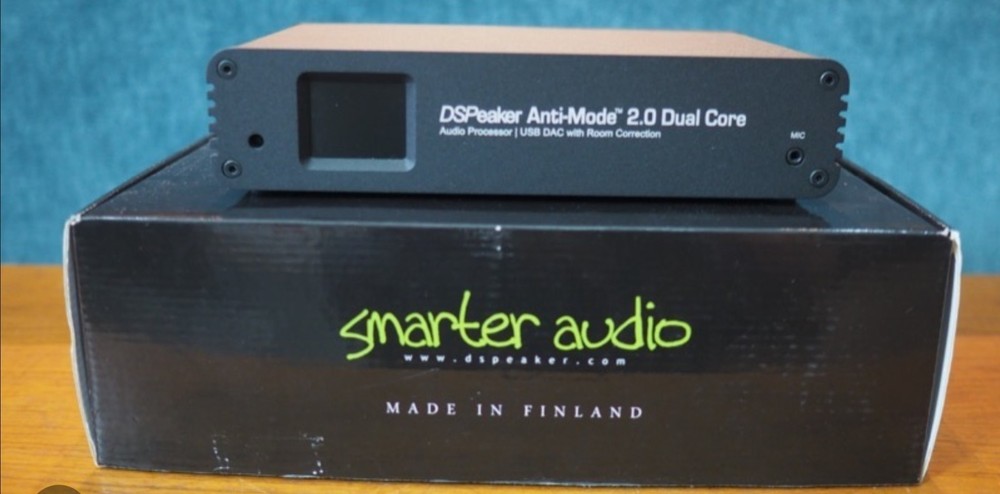 DSPeaker Anti-Mode™ 2.0 Dual Core
Audio Processor | USB DAC with Room Correction
MIC
smarter audio
www.dspeaker.com
MADE IN FINLAND